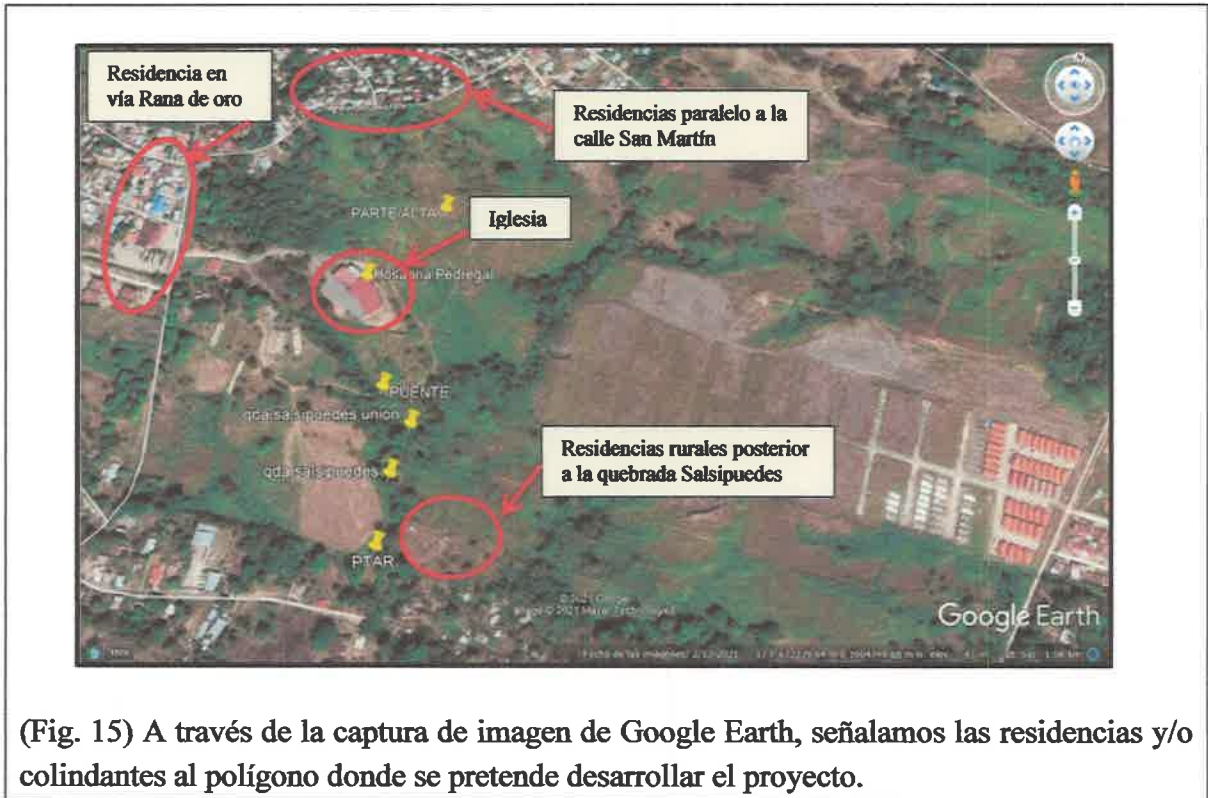 Residencia en
vía Rana de oro
Residencias paralelo a la
calle San Martín
PARTE ALTA
Iglesia
Hosanna Pedregal
PUENTE
qda salsipuedes union
Residencias rurales posterior
a la quebrada Salsipuedes
qda salsipuedes
PTAR
Google Earth
(Fig. 15) A través de la captura de imagen de Google Earth, señalamos las residencias y/o
colindantes al polígono donde se pretende desarrollar el proyecto.